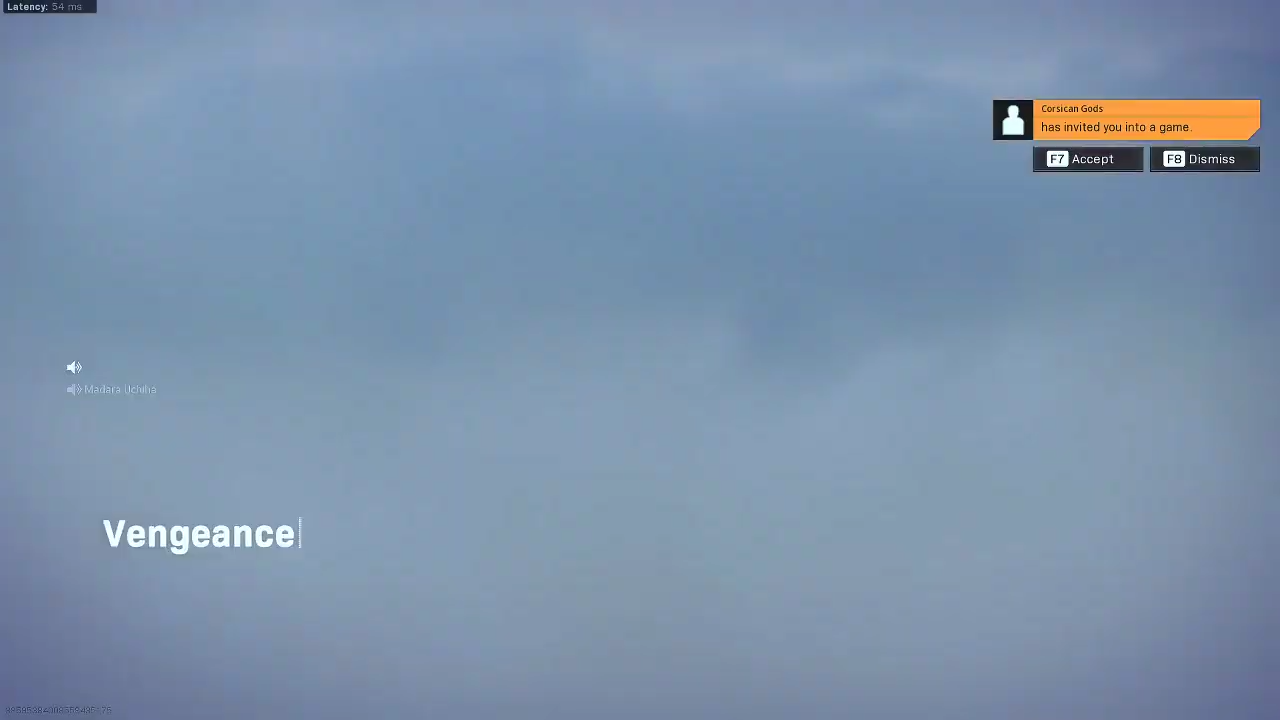 Latency: 54 ms
Corsican Gods
has invited you into a game.
F7 Accept
F8 Dismiss
Madara Uchiha
Vengeance